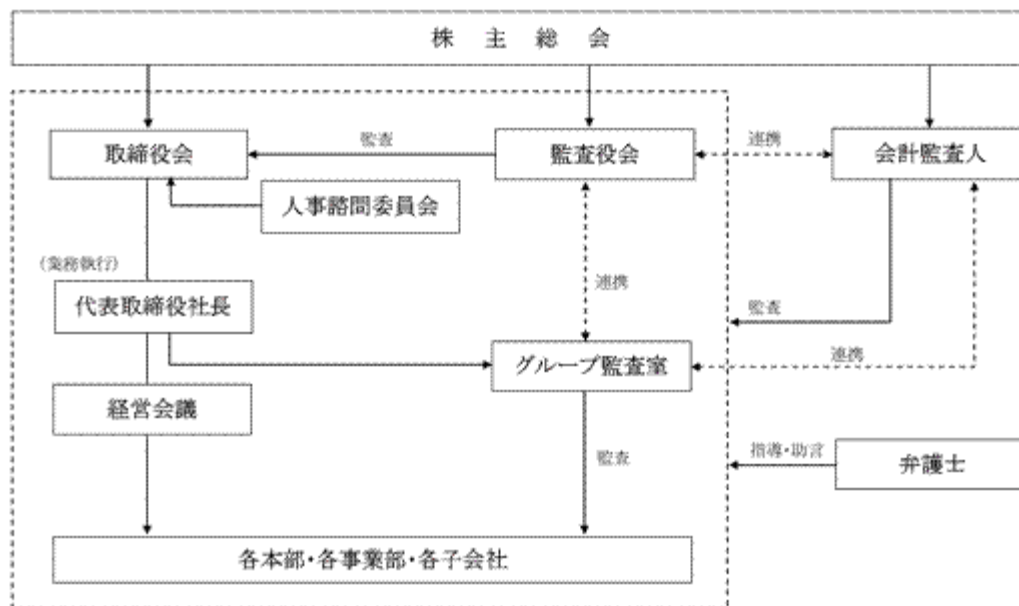 株主総会
取締役会
監査
監査役会
連携
会計監査人
人事諮問委員会
(業務執行)
代表取締役社長
連携
監査
グループ監査室
連携
経営会議
監査
指導・助言
弁護士
各本部・各事業部・各子会社